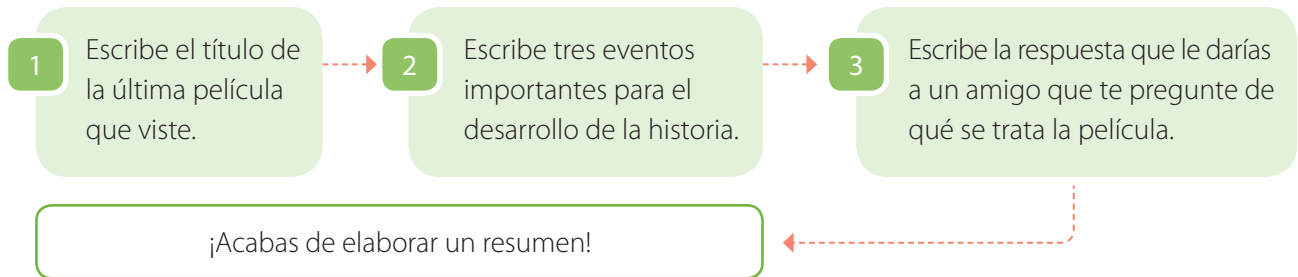 1
Escribe el título de
la última película
que viste.
2
Escribe tres eventos
importantes para el
desarrollo de la historia.
3
Escribe la respuesta que le darías
a un amigo que te pregunte de
qué se trata la película.
¡Acabas de elaborar un resumen!